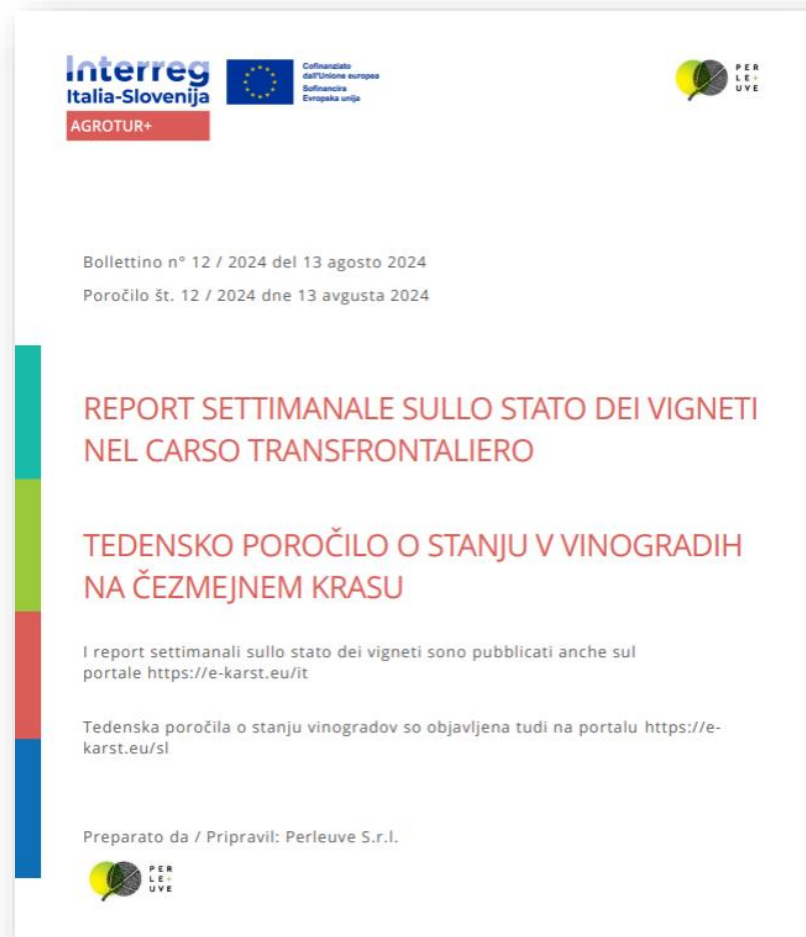 Interreg
Italia-Slovenija
Cofinanziato
dall'Unione europea
Sofinancira
Evropska unija
AGROTUR+
PER
LE+
UVE
Bollettino n° 12 / 2024 del 13 agosto 2024
Poročilo št. 12 / 2024 dne 13 avgusta 2024
REPORT SETTIMANALE SULLO STATO DEI VIGNETI
NEL CARSO TRANSFRONTALIERO
TEDENSKO POROČILO O STANJU V VINOGRADIH
NA ČEZMEJNEM KRASU
I report settimanali sullo stato dei vigneti sono pubblicati anche sul
portale https://e-karst.eu/it
Tedenska poročila o stanju vinogradov so objavljena tudi na portalu https://e-
karst.eu/sl
Preparato da / Pripravil: Perleuve S.r.l.
PER
LE+
UVE